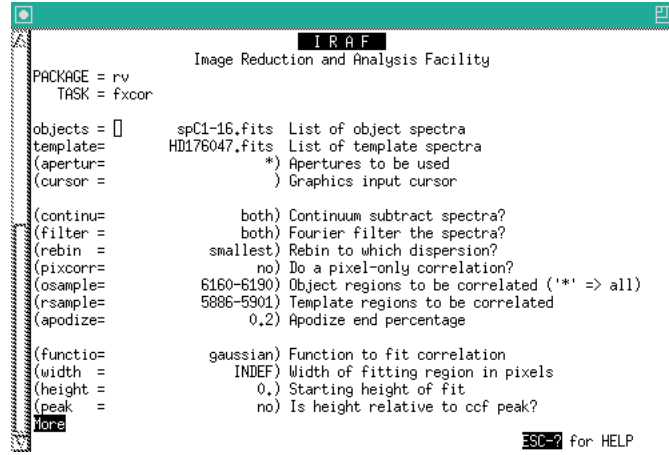 I R A F
Image Reduction and Analysis Facility
PACKAGE = rv
TASK = fxcor
objects = spC1-16.fits List of object spectra
template= HD176047.fits List of template spectra
(apertur= *) Apertures to be used
(cursor = ) Graphics input cursor
(continu= both) Continuum subtract spectra?
(filter = both) Fourier filter the spectra?
(rebin = smallest) Rebin to which dispersion?
(pixcorr= no) Do a pixel-only correlation?
(osample= 6160-6190) Object regions to be correlated ('*' => all)
(rsample= 5886-5901) Template regions to be correlated
(apodize= 0.2) Apodize end percentage
(functio= gaussian) Function to fit correlation
(width = INDEF) Width of fitting region in pixels
(height = 0.) Starting height of fit
(peak = no) Is height relative to ccf peak?
More
ESC-? for HELP